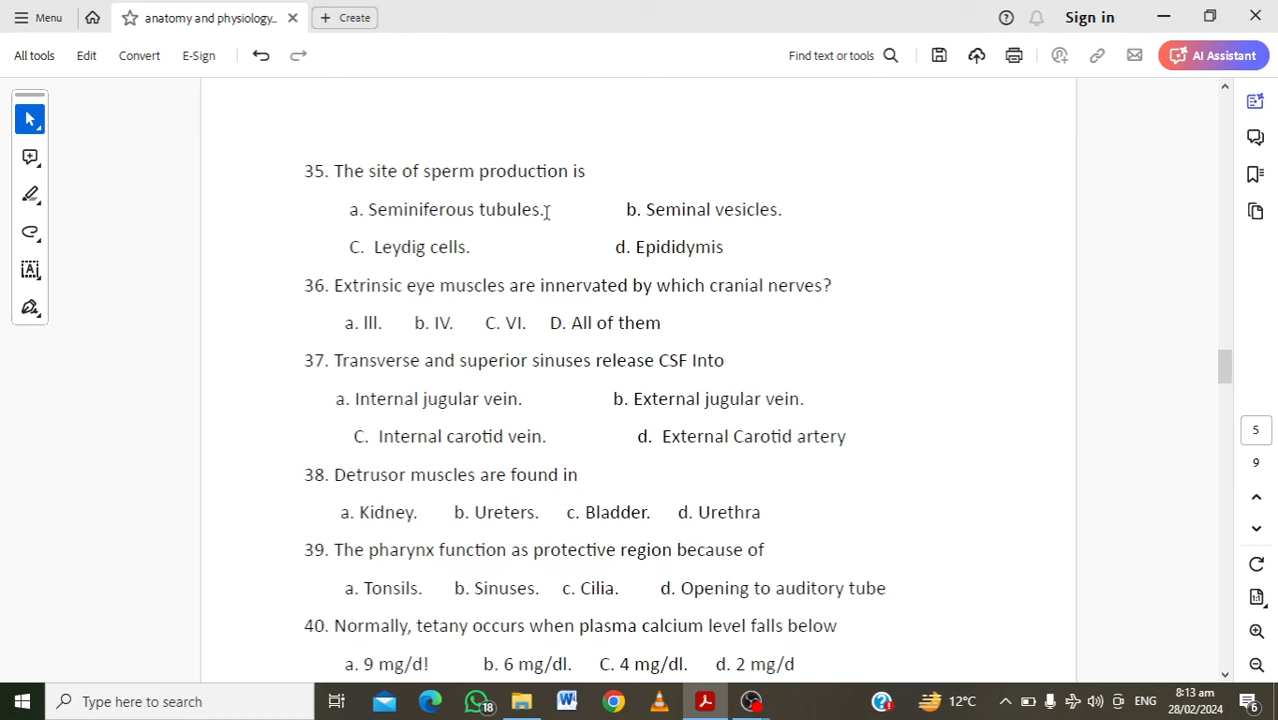 Menu
anatomy and physiology...
Create
Sign in
All tools
Edit
Convert
E-Sign
Find text or tools
AI Assistant
35. The site of sperm production is
a. Seminiferous tubules. b. Seminal vesicles.
C. Leydig cells. d. Epididymis
36. Extrinsic eye muscles are innervated by which cranial nerves?
a. lll. b. IV. C. VI. D. All of them
37. Transverse and superior sinuses release CSF Into
a. Internal jugular vein. b. External jugular vein.
C. Internal carotid vein. d. External Carotid artery
38. Detrusor muscles are found in
a. Kidney. b. Ureters. c. Bladder. d. Urethra
39. The pharynx function as protective region because of
a. Tonsils. b. Sinuses. c. Cilia. d. Opening to auditory tube
40. Normally, tetany occurs when plasma calcium level falls below
a. 9 mg/d! b. 6 mg/dl. C. 4 mg/dl. d. 2 mg/d
5
9
1:1
Type here to search
18
12°C
ENG
8:13 am
28/02/2024
6